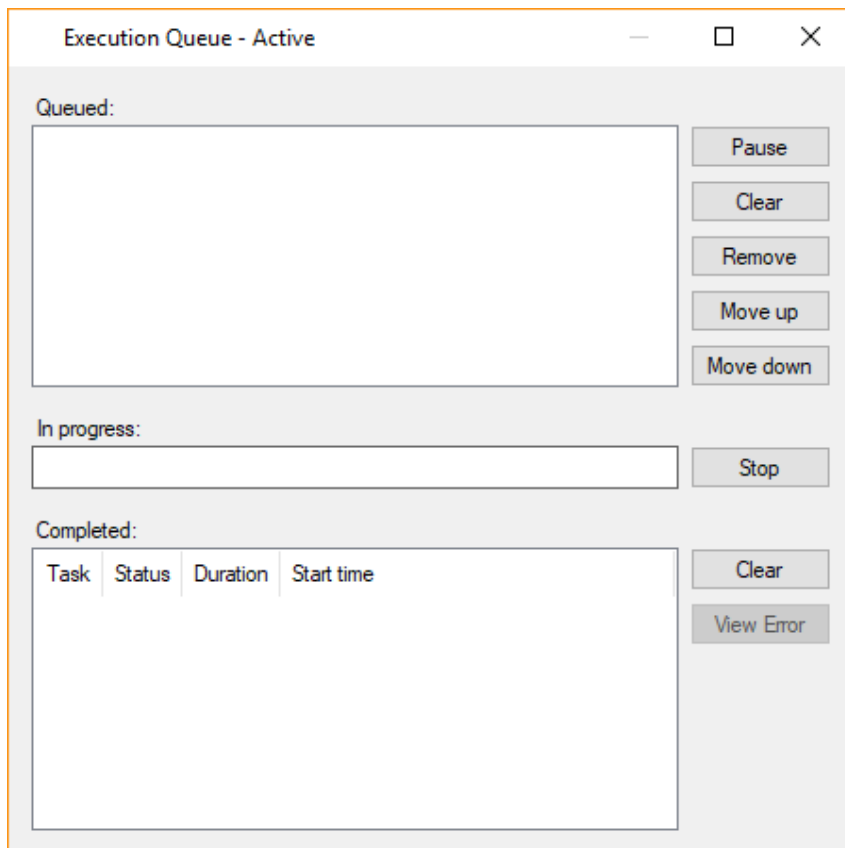 Execution Queue - Active
Queued:
Pause
Clear
Remove
Move up
Move down
In progress:
Stop
Completed:
Task Status Duration Start time
Clear
View Error